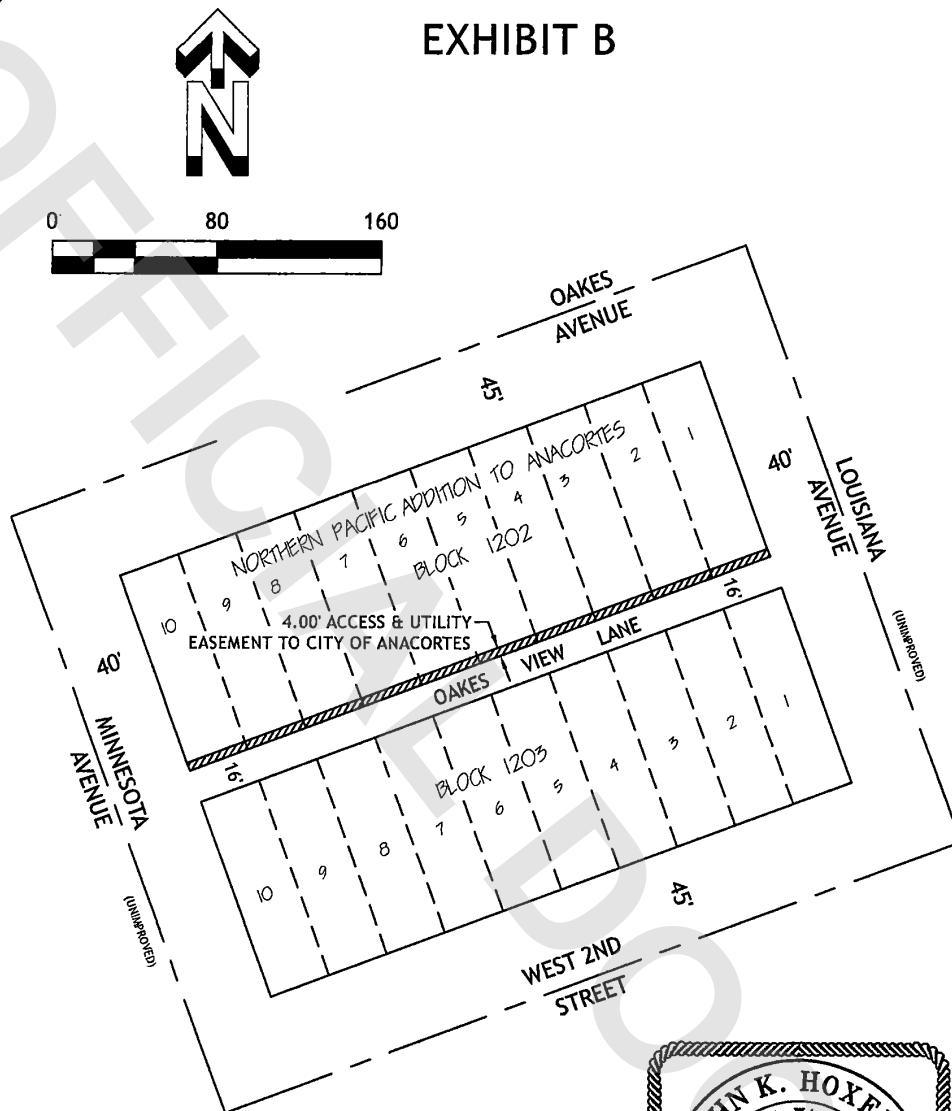 EXHIBIT B
N
0 80 160
OAKES
AVENUE
45'
NORTHERN PACIFIC ADDITION TO ANACORTES
1
2
3
4
5
6
7
8
9
10
BLOCK 1202
40'
LOUISIANA
AVENUE
(UNIMPROVED)
16'
4.00' ACCESS & UTILITY
EASEMENT TO CITY OF ANACORTES
OAKES VIEW LANE
40'
MINNESOTA
AVENUE
(UNIMPROVED)
16'
BLOCK 1203
1
2
3
4
5
6
7
8
9
10
45'
WEST 2ND
STREET
K. HOXE
OFFICIAL DOC